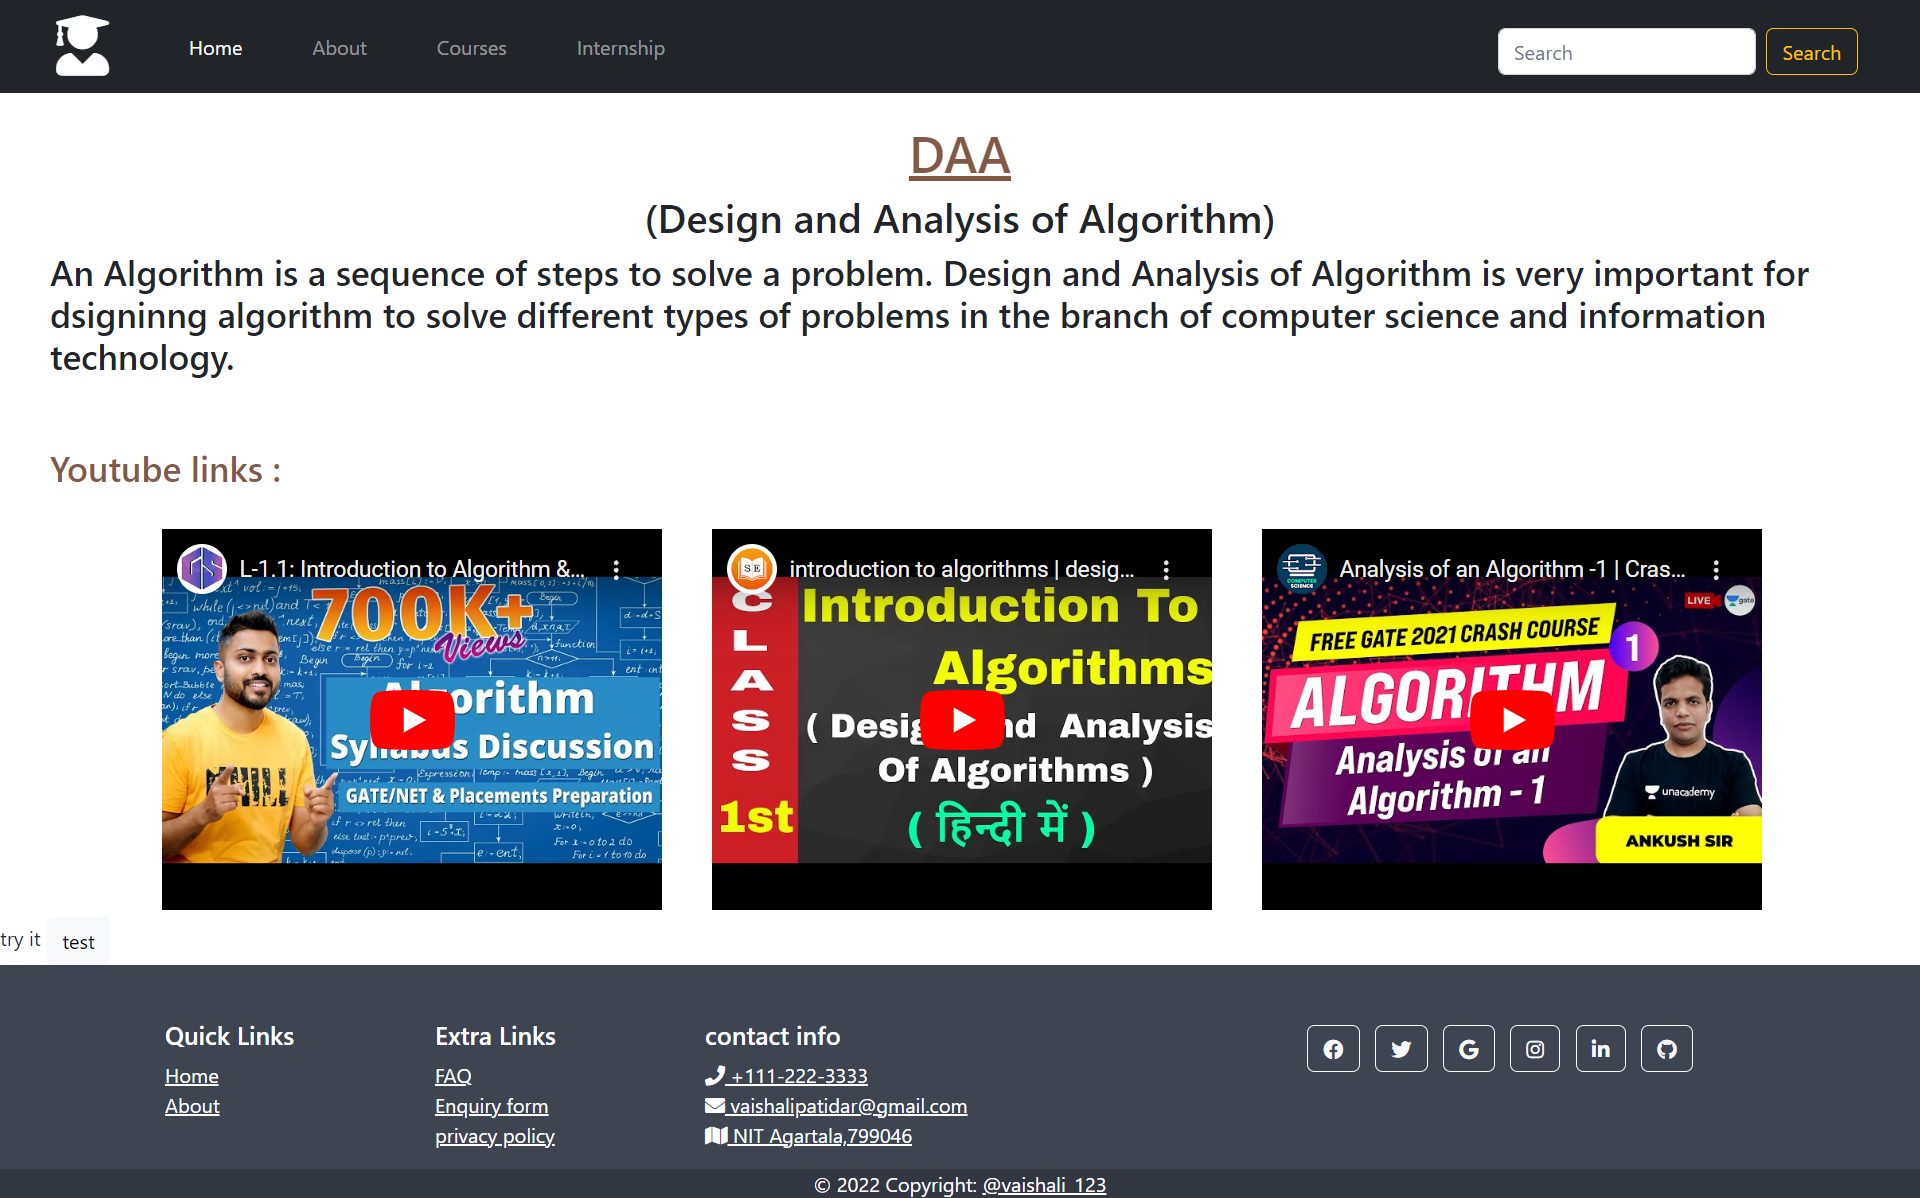 Home
About
Courses
Internship
Search
Search
DAA
(Design and Analysis of Algorithm)
An Algorithm is a sequence of steps to solve a problem. Design and Analysis of Algorithm is very important for
dsigninng algorithm to solve different types of problems in the branch of computer science and information
technology.
Youtube links :
L-1.1: Introduction to Algorithm &...
700K+
Views
Syllabus Discussion
GATE/NET & Placements Preparation
introduction to algorithms | desig...
SE
CLASS
1st
Introduction To
Algorithms
Analysis
Of Algorithms )
( हिन्दी में )
Analysis of an Algorithm -1 | Cras...
COMPUTER
SCIENCE
LIVE
gate
FREE GATE 2021 CRASH COURSE
1
ALGORITHM
Analysis of an
Algorithm - 1
unacademy
ANKUSH SIR
try it
test
Quick Links
Home
About
Extra Links
FAQ
Enquiry form
privacy policy
contact info
+111-222-3333
vaishalipatidar@gmail.com
NIT Agartala,799046
© 2022 Copyright: @vaishali_123